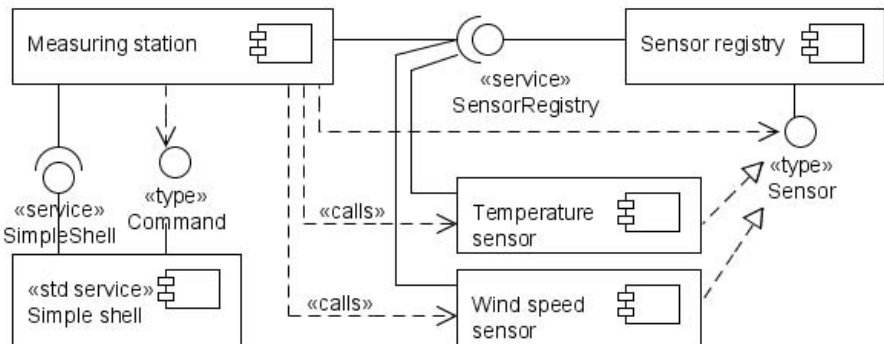 Measuring station
Sensor registry
«service»
SensorRegistry
«type»
Sensor
«service»
SimpleShell
«type»
Command
«calls»
Temperature
sensor
«std service»
Simple shell
«calls»
Wind speed
sensor